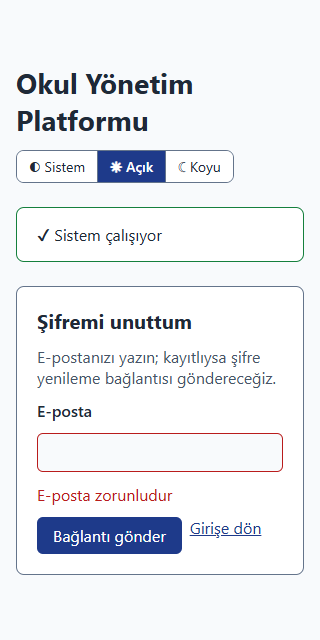 Okul Yönetim
Platformu
◐ Sistem ☀ Açık ☾ Koyu
✓ Sistem çalışıyor
Şifremi unuttum
E-postanızı yazın; kayıtlıysa şifre
yenileme bağlantısı göndereceğiz.
E-posta
E-posta zorunludur
Bağlantı gönder Girişe dön